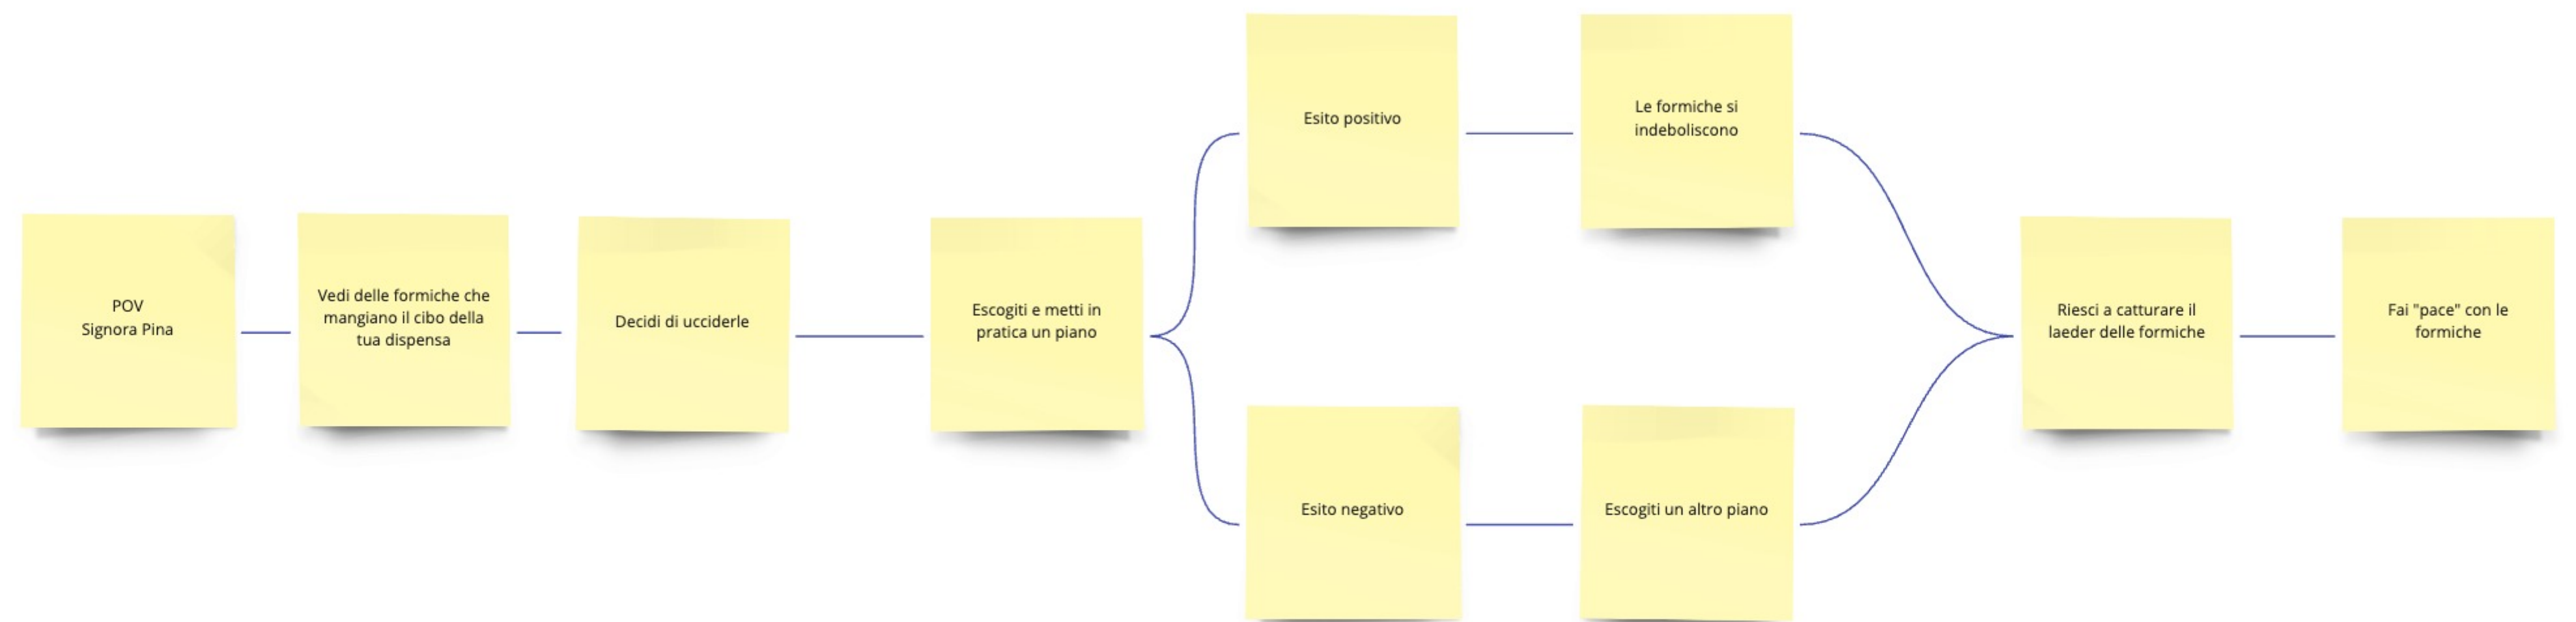 POV
Signora Pina
Vedi delle formiche che
mangiano il cibo della
tua dispensa
Decidi di ucciderle
Escogiti e metti in
pratica un piano
Esito positivo
Le formiche si
indeboliscono
Esito negativo
Escogiti un altro piano
Riesci a catturare il
laeder delle formiche
Fai "pace" con le
formiche